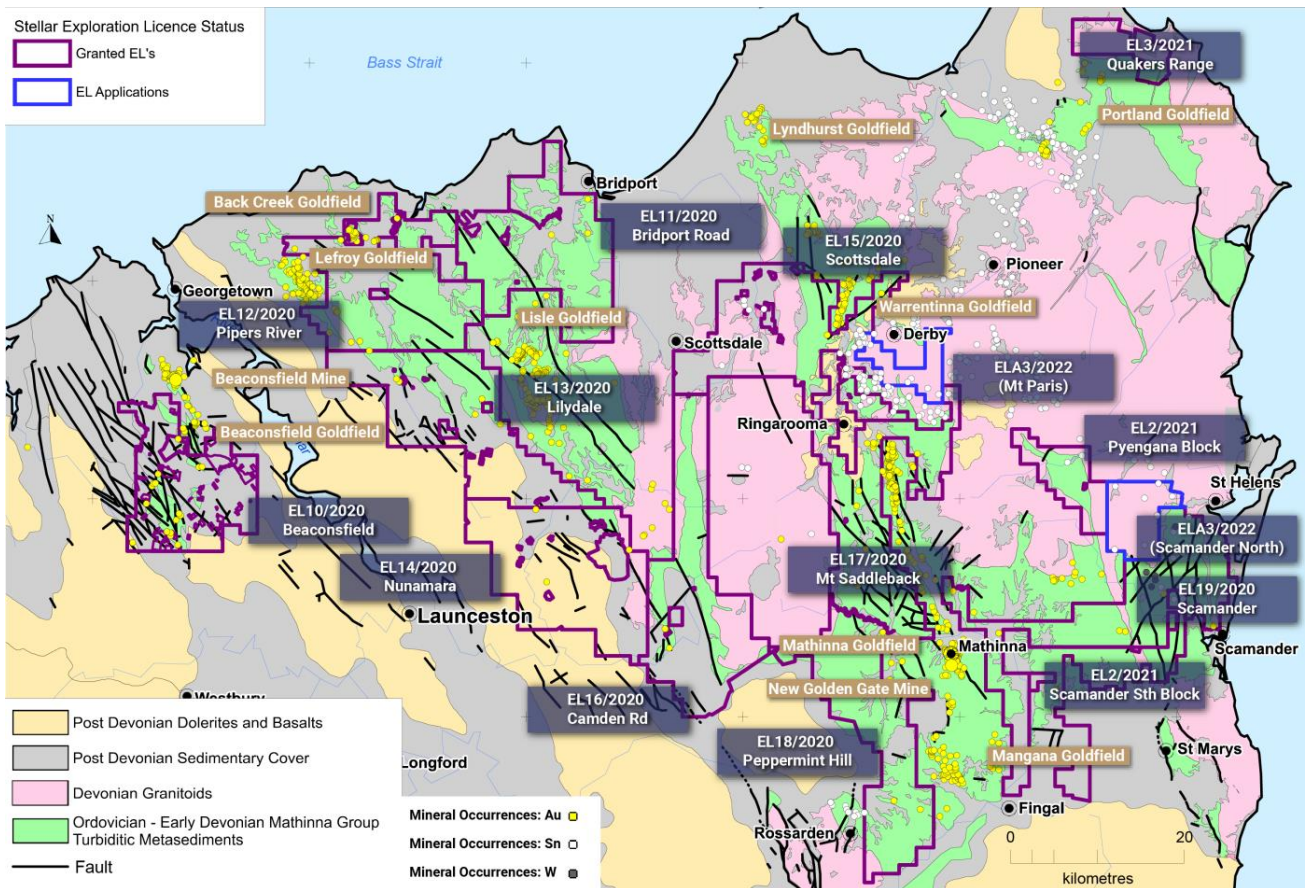 Stellar Exploration Licence Status
Granted EL's
EL Applications
Bass Strait
EL3/2021
Quakers Range
Portland Goldfield
Lyndhurst Goldfield
Bridport
Back Creek Goldfield
EL11/2020
Bridport Road
N
Lefroy Goldfield
EL15/2020
Scottsdale
Pioneer
Georgetown
EL12/2020
Pipers River
Lisle Goldfield
Warrentinna Goldfield
Scottsdale
Derby
Beaconsfield Mine
EL13/2020
Lilydale
ELA3/2022
(Mt Paris)
Beaconsfield Goldfield
Ringarooma
EL2/2021
Pyengana Block
St Helens
EL10/2020
Beaconsfield
ELA3/2022
(Scamander North)
EL14/2020
Nunamara
EL17/2020
Mt Saddleback
EL19/2020
Scamander
Launceston
Mathinna Goldfield
Mathinna
Scamander
New Golden Gate Mine
EL2/2021
Scamander Sth Block
Westbury
EL16/2020
Camden Rd
EL18/2020
Peppermint Hill
Mangana Goldfield
St Marys
Longford
Fingal
Rossarden
Post Devonian Dolerites and Basalts
Post Devonian Sedimentary Cover
Devonian Granitoids
Ordovician - Early Devonian Mathinna Group
Turbiditic Metasediments
Fault
Mineral Occurrences: Au
Mineral Occurrences: Sn
Mineral Occurrences: W
0 20
kilometres